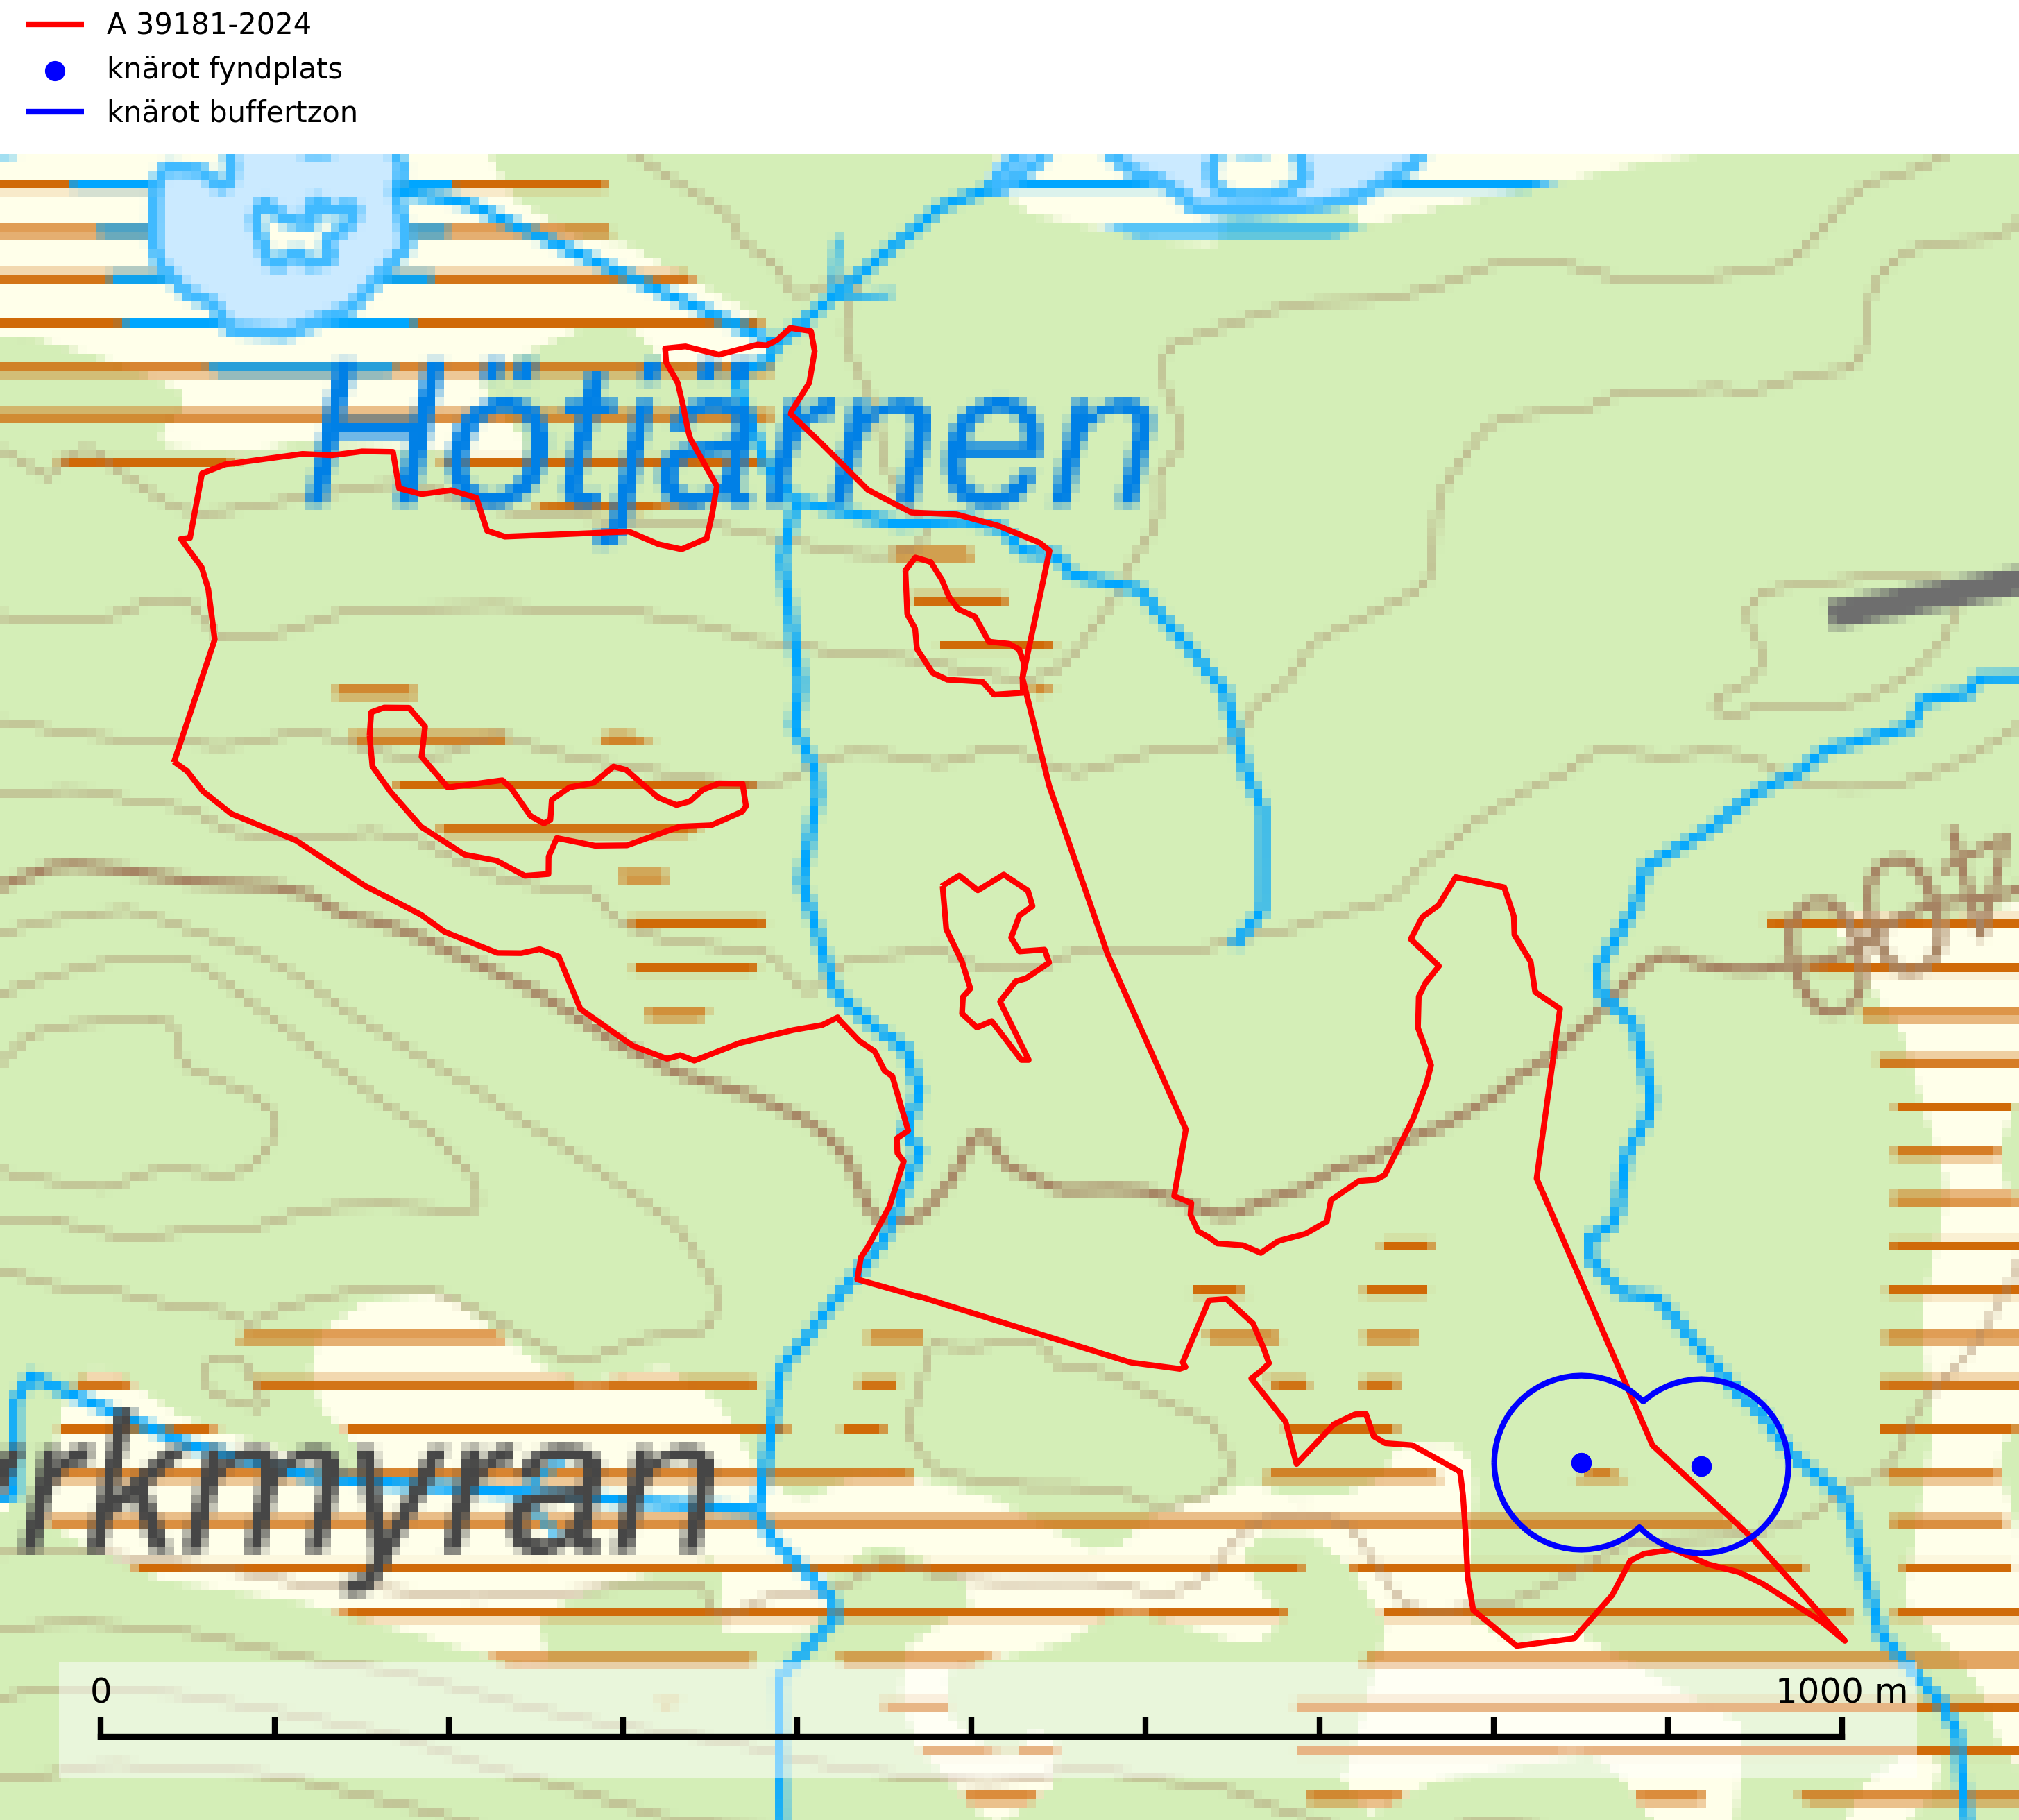 A 39181-2024
knärot fyndplats
knärot buffertzon
Hötjärnen
rkmyran
0 1000 m